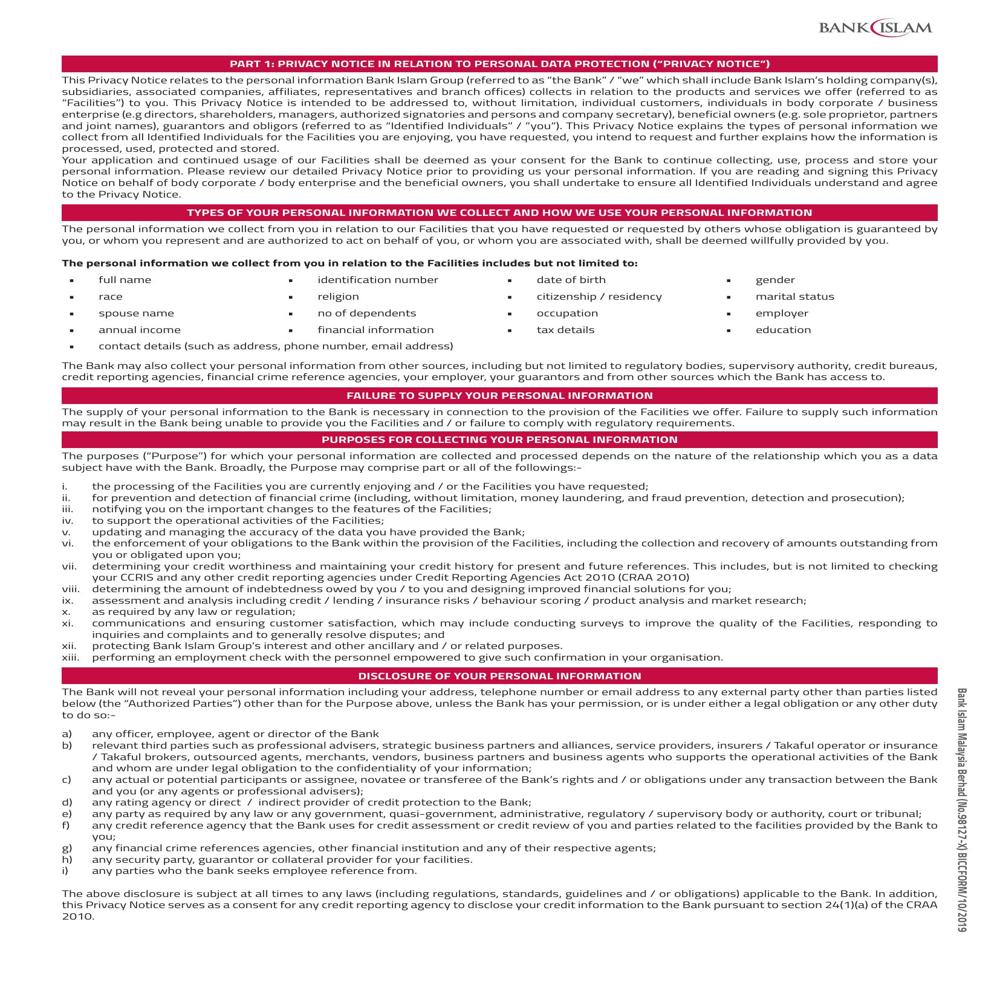 BANK ISLAM
PART 1: PRIVACY NOTICE IN RELATION TO PERSONAL DATA PROTECTION ("PRIVACY NOTICE")
This Privacy Notice relates to the personal information Bank Islam Group (referred to as "the Bank" / "we" which shall include Bank Islam's holding company(s),
subsidiaries, associated companies, affiliates, representatives and branch offices) collects in relation to the products and services we offer (referred to as
"Facilities") to you. This Privacy Notice is intended to be addressed to, without limitation, individual customers, individuals in body corporate / business
enterprise (e.g directors, shareholders, managers, authorized signatories and persons and company secretary), beneficial owners (e.g. sole proprietor, partners
and joint names), guarantors and obligors (referred to as "Identified Individuals" / "you"). This Privacy Notice explains the types of personal information we
collect from all Identified Individuals for the Facilities you are enjoying, you have requested, you intend to request and further explains how the information is
processed, used, protected and stored.
Your application and continued usage of our Facilities shall be deemed as your consent for the Bank to continue collecting, use, process and store your
personal information. Please review our detailed Privacy Notice prior to providing us your personal information. If you are reading and signing this Privacy
Notice on behalf of body corporate / body enterprise and the beneficial owners, you shall undertake to ensure all Identified Individuals understand and agree
to the Privacy Notice.
TYPES OF YOUR PERSONAL INFORMATION WE COLLECT AND HOW WE USE YOUR PERSONAL INFORMATION
The personal information we collect from you in relation to our Facilities that you have requested or requested by others whose obligation is guaranteed by
you, or whom you represent and are authorized to act on behalf of you, or whom you are associated with, shall be deemed willfully provided by you.
The personal information we collect from you in relation to the Facilities includes but not limited to:
▪ full name ▪ identification number ▪ date of birth ▪ gender
▪ race ▪ religion ▪ citizenship / residency ▪ marital status
▪ spouse name ▪ no of dependents ▪ occupation ▪ employer
▪ annual income ▪ financial information ▪ tax details ▪ education
▪ contact details (such as address, phone number, email address)
The Bank may also collect your personal information from other sources, including but not limited to regulatory bodies, supervisory authority, credit bureaus,
credit reporting agencies, financial crime reference agencies, your employer, your guarantors and from other sources which the Bank has access to.
FAILURE TO SUPPLY YOUR PERSONAL INFORMATION
The supply of your personal information to the Bank is necessary in connection to the provision of the Facilities we offer. Failure to supply such information
may result in the Bank being unable to provide you the Facilities and / or failure to comply with regulatory requirements.
PURPOSES FOR COLLECTING YOUR PERSONAL INFORMATION
The purposes ("Purpose") for which your personal information are collected and processed depends on the nature of the relationship which you as a data
subject have with the Bank. Broadly, the Purpose may comprise part or all of the followings:-
i. the processing of the Facilities you are currently enjoying and / or the Facilities you have requested;
ii. for prevention and detection of financial crime (including, without limitation, money laundering, and fraud prevention, detection and prosecution);
iii. notifying you on the important changes to the features of the Facilities;
iv. to support the operational activities of the Facilities;
v. updating and managing the accuracy of the data you have provided the Bank;
vi. the enforcement of your obligations to the Bank within the provision of the Facilities, including the collection and recovery of amounts outstanding from
you or obligated upon you;
vii. determining your credit worthiness and maintaining your credit history for present and future references. This includes, but is not limited to checking
your CCRIS and any other credit reporting agencies under Credit Reporting Agencies Act 2010 (CRAA 2010)
viii. determining the amount of indebtedness owed by you / to you and designing improved financial solutions for you;
ix. assessment and analysis including credit / lending / insurance risks / behaviour scoring / product analysis and market research;
x. as required by any law or regulation;
xi. communications and ensuring customer satisfaction, which may include conducting surveys to improve the quality of the Facilities, responding to
inquiries and complaints and to generally resolve disputes; and
xii. protecting Bank Islam Group's interest and other ancillary and / or related purposes.
xiii. performing an employment check with the personnel empowered to give such confirmation in your organisation.
DISCLOSURE OF YOUR PERSONAL INFORMATION
The Bank will not reveal your personal information including your address, telephone number or email address to any external party other than parties listed
below (the "Authorized Parties") other than for the Purpose above, unless the Bank has your permission, or is under either a legal obligation or any other duty
to do so:-
a) any officer, employee, agent or director of the Bank
b) relevant third parties such as professional advisers, strategic business partners and alliances, service providers, insurers / Takaful operator or insurance
/ Takaful brokers, outsourced agents, merchants, vendors, business partners and business agents who supports the operational activities of the Bank
and whom are under legal obligation to the confidentiality of your information;
c) any actual or potential participants or assignee, novatee or transferee of the Bank's rights and / or obligations under any transaction between the Bank
and you (or any agents or professional advisers);
d) any rating agency or direct / indirect provider of credit protection to the Bank;
e) any party as required by any law or any government, quasi-government, administrative, regulatory / supervisory body or authority, court or tribunal;
f) any credit reference agency that the Bank uses for credit assessment or credit review of you and parties related to the facilities provided by the Bank to
you;
g) any financial crime references agencies, other financial institution and any of their respective agents;
h) any security party, guarantor or collateral provider for your facilities.
i) any parties who the bank seeks employee reference from.
The above disclosure is subject at all times to any laws (including regulations, standards, guidelines and / or obligations) applicable to the Bank. In addition,
this Privacy Notice serves as a consent for any credit reporting agency to disclose your credit information to the Bank pursuant to section 24(1)(a) of the CRAA
2010.
Bank Islam Malaysia Berhad (No.98127-X) BICCFORM/10/2019